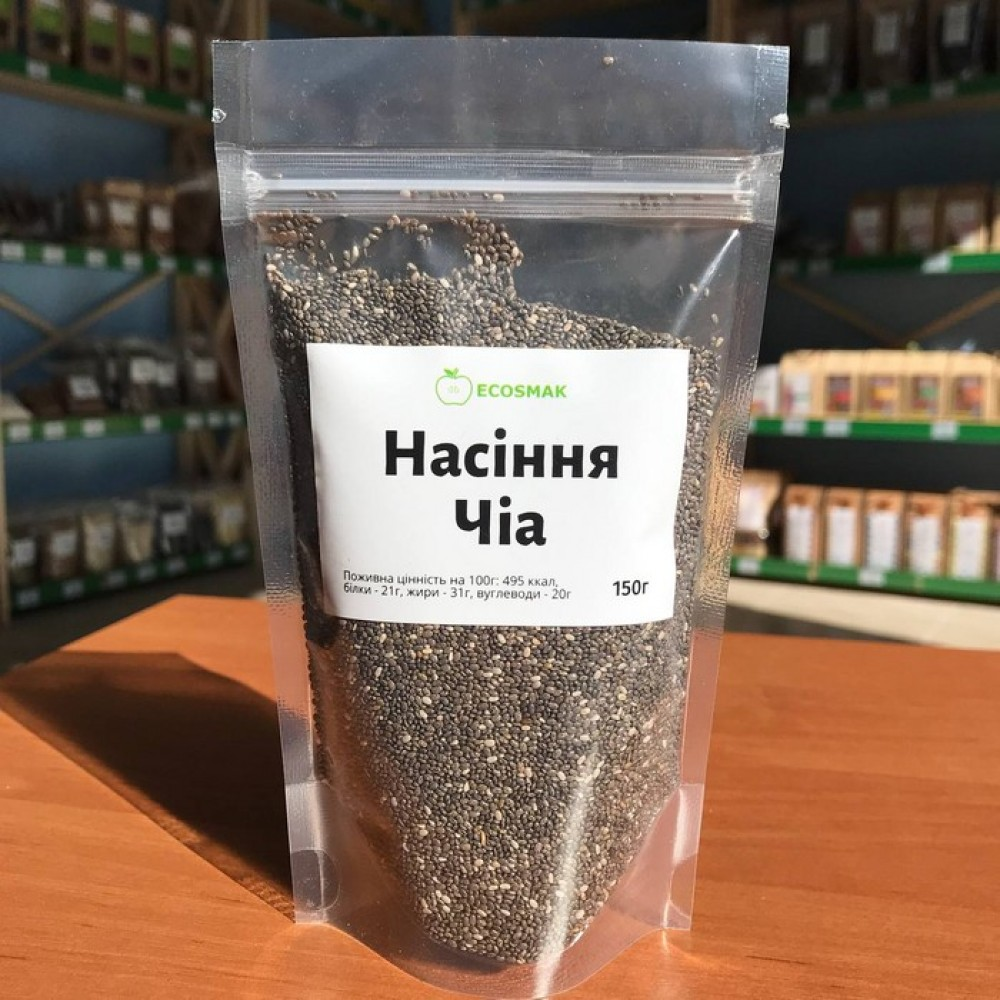 ECOSMAK
Насіння
Чіа
Поживна цінність на 100г: 495 ккал,
білки - 21г, жири - 31г, вуглеводи - 20г
150г